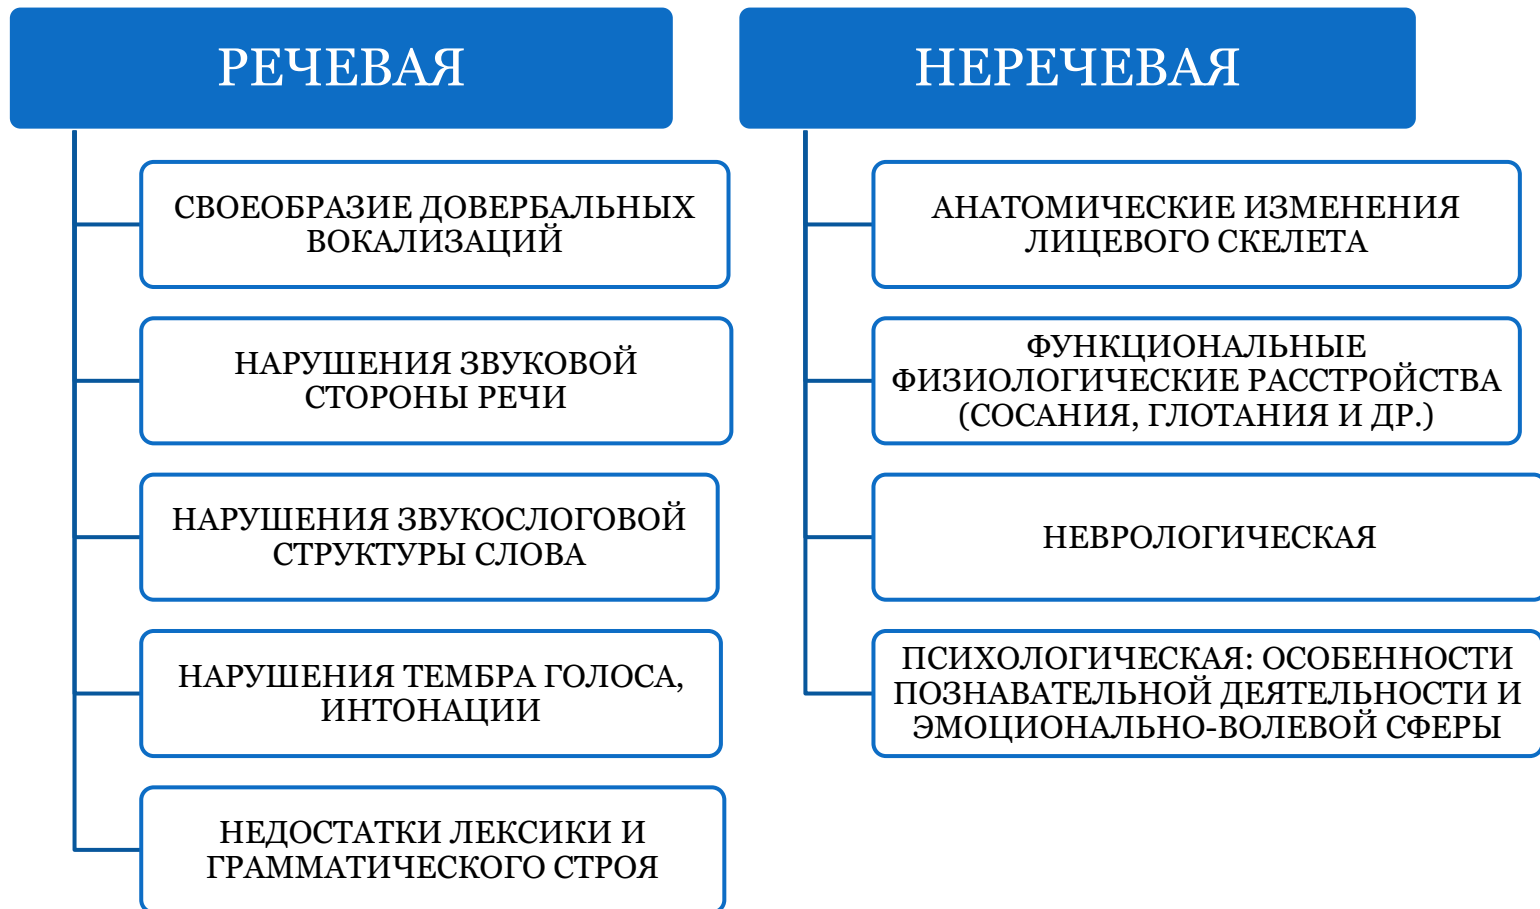 РЕЧЕВАЯ
СВОЕОБРАЗИЕ ДОВЕРБАЛЬНЫХ
ВОКАЛИЗАЦИЙ
НАРУШЕНИЯ ЗВУКОВОЙ
СТОРОНЫ РЕЧИ
НАРУШЕНИЯ ЗВУКОСЛОГОВОЙ
СТРУКТУРЫ СЛОВА
НАРУШЕНИЯ ТЕМБРА ГОЛОСА,
ИНТОНАЦИИ
НЕДОСТАТКИ ЛЕКСИКИ И
ГРАММАТИЧЕСКОГО СТРОЯ
НЕРЕЧЕВАЯ
АНАТОМИЧЕСКИЕ ИЗМЕНЕНИЯ
ЛИЦЕВОГО СКЕЛЕТА
ФУНКЦИОНАЛЬНЫЕ
ФИЗИОЛОГИЧЕСКИЕ РАССТРОЙСТВА
(СОСАНИЯ, ГЛОТАНИЯ И ДР.)
НЕВРОЛОГИЧЕСКАЯ
ПСИХОЛОГИЧЕСКАЯ: ОСОБЕННОСТИ
ПОЗНАВАТЕЛЬНОЙ ДЕЯТЕЛЬНОСТИ И
ЭМОЦИОНАЛЬНО-ВОЛЕВОЙ СФЕРЫ